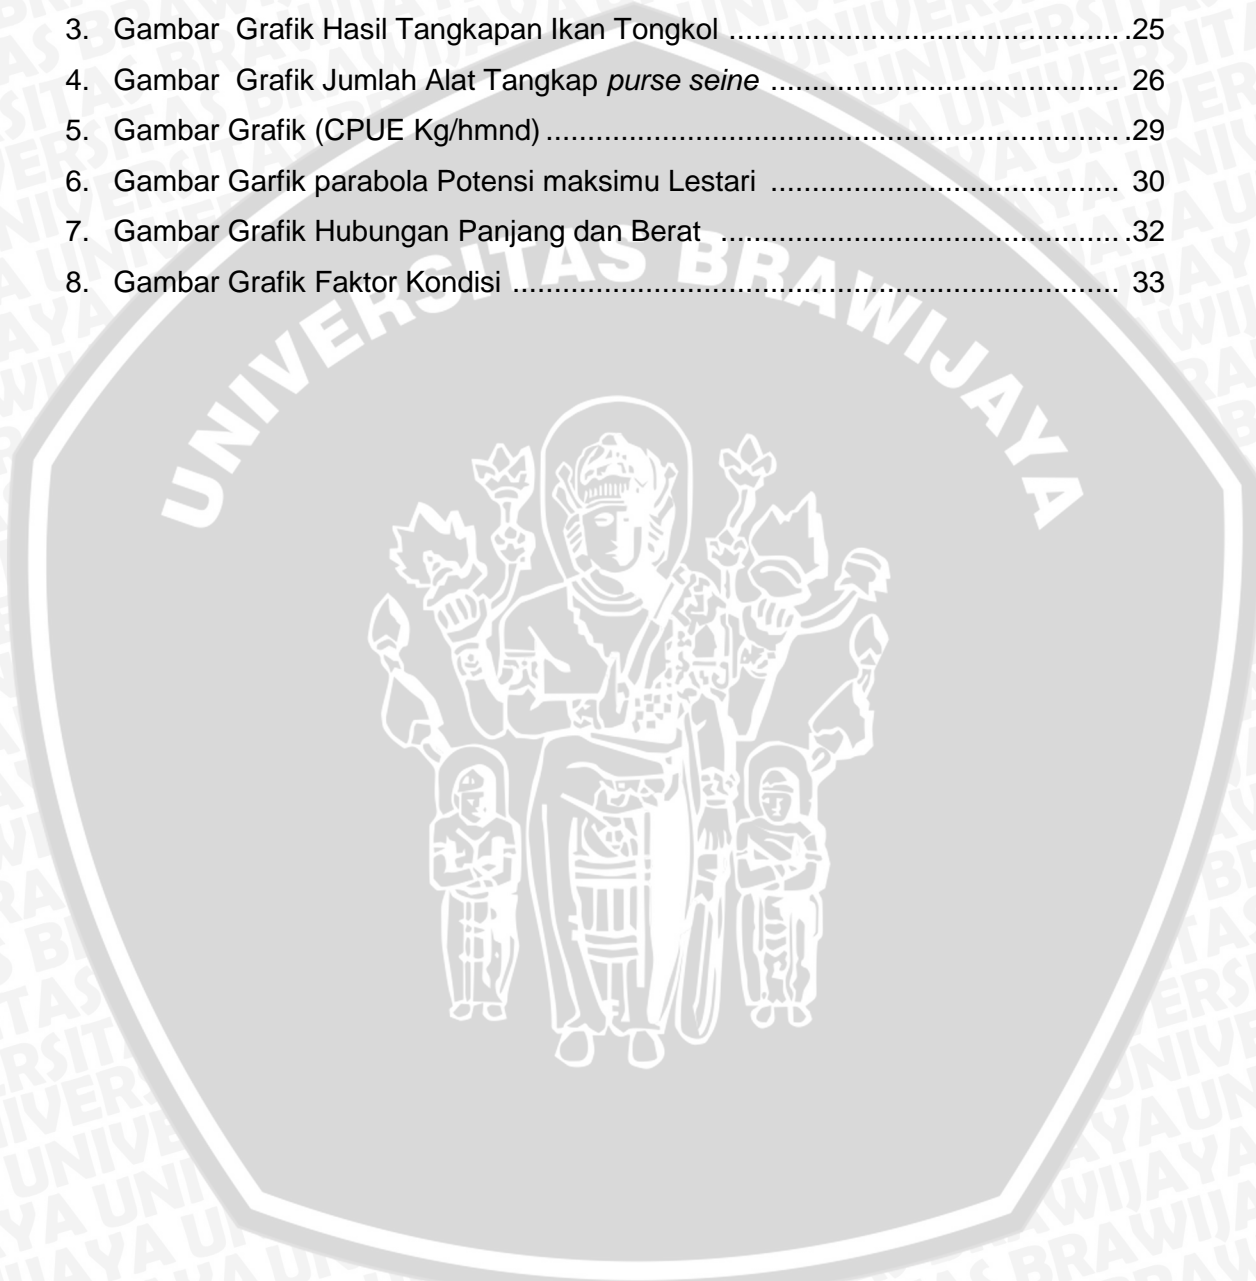 3. Gambar Grafik Hasil Tangkapan Ikan Tongkol ................................................ .25
4. Gambar Grafik Jumlah Alat Tangkap purse seine ........................................... 26
5. Gambar Grafik (CPUE Kg/hmnd) ...................................................................... .29
6. Gambar Garfik parabola Potensi maksimu Lestari ........................................... 30
7. Gambar Grafik Hubungan Panjang dan Berat ................................................. .32
8. Gambar Grafik Faktor Kondisi ........................................................................... 33
UNIVERSITAS BRAWIJAYA